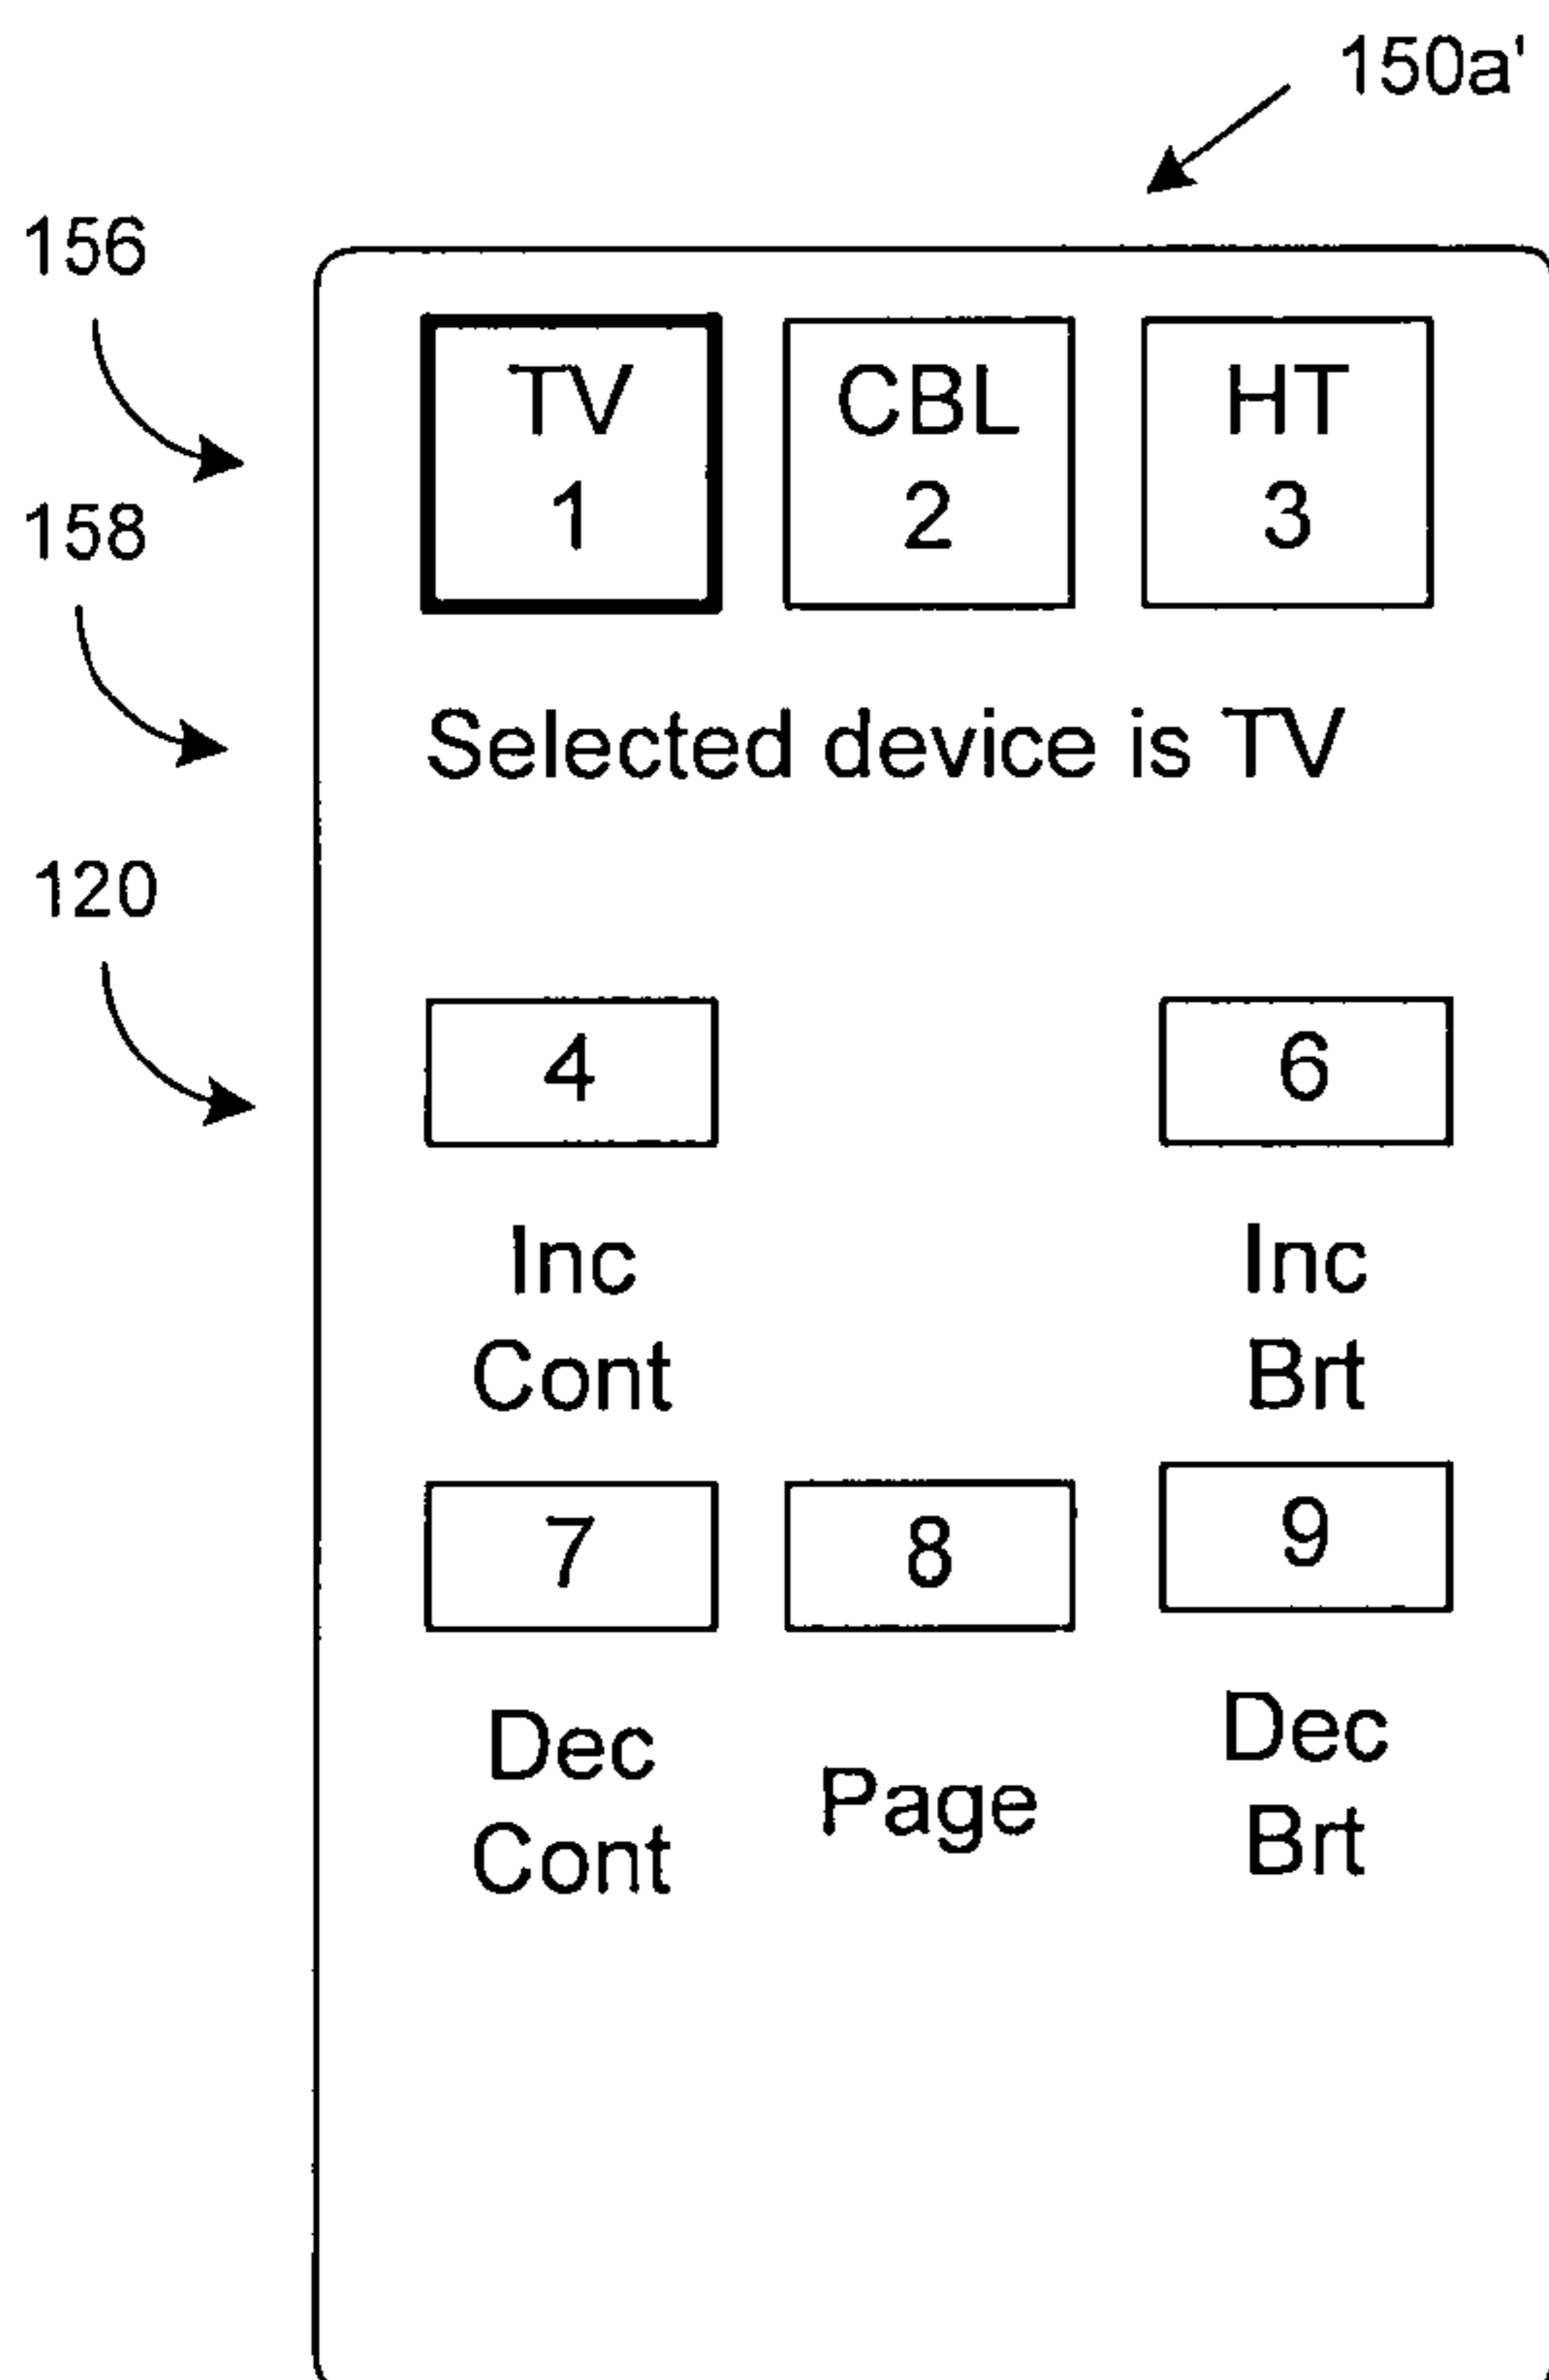 150a'
156
TV CBL HT
1 2 3
158
Selected device is TV
120
4 6
Inc Inc
Cont Brt
7 8 9
Dec Page Dec
Cont Brt